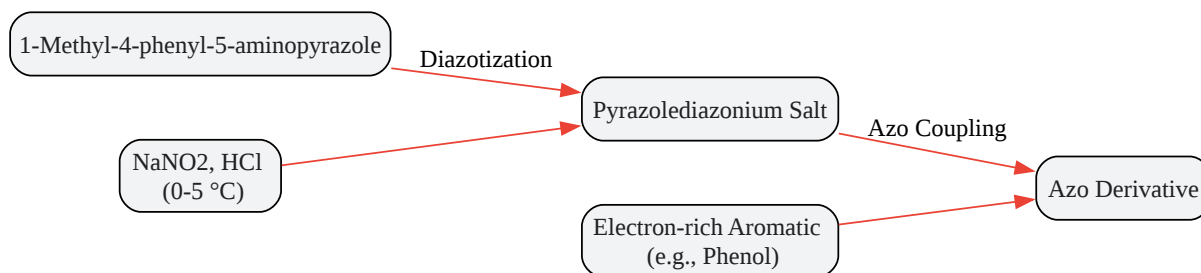 1-Methyl-4-phenyl-5-aminopyrazole
Diazotization
NaNO2, HCl
(0-5 °C)
Pyrazolediazonium Salt
Azo Coupling
Electron-rich Aromatic
(e.g., Phenol)
Azo Derivative